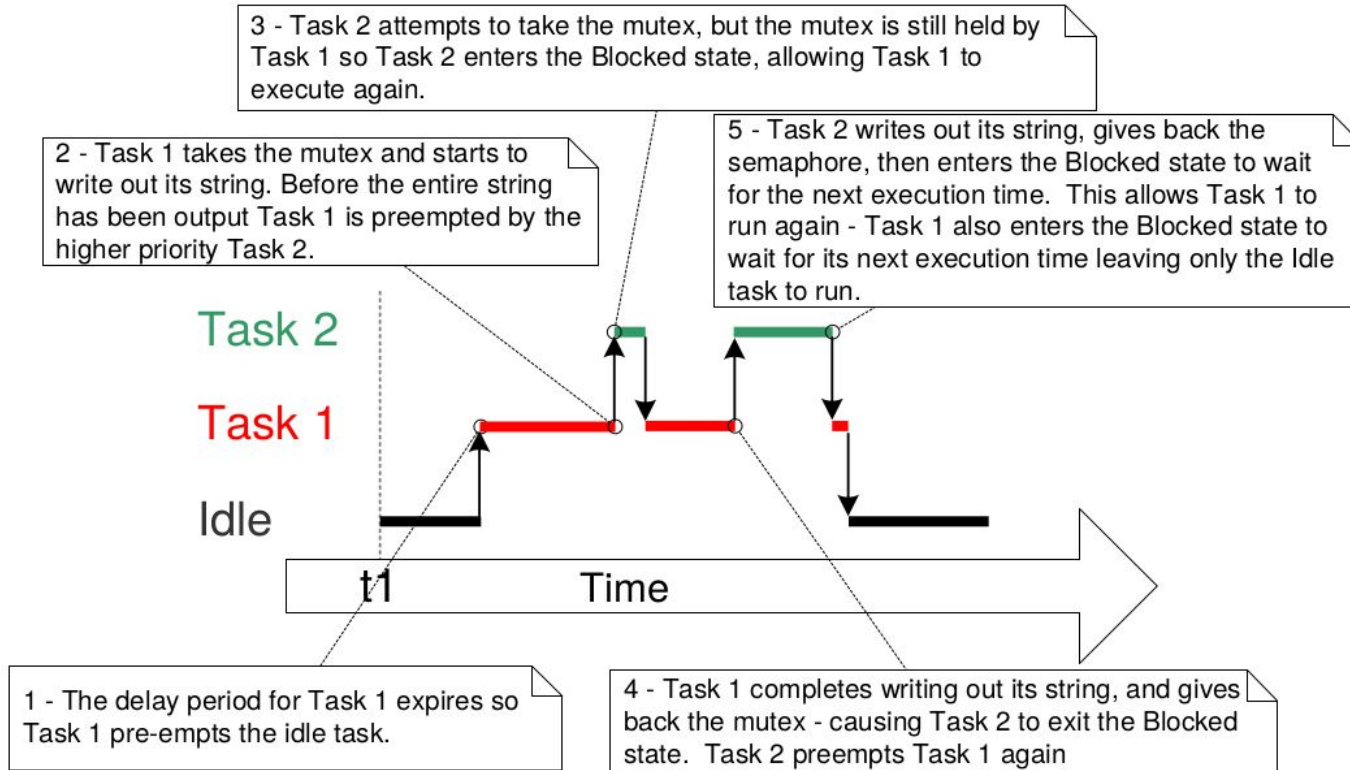 3 - Task 2 attempts to take the mutex, but the mutex is still held by
Task 1 so Task 2 enters the Blocked state, allowing Task 1 to
execute again.
2 - Task 1 takes the mutex and starts to
write out its string. Before the entire string
has been output Task 1 is preempted by the
higher priority Task 2.
5 - Task 2 writes out its string, gives back the
semaphore, then enters the Blocked state to wait
for the next execution time. This allows Task 1 to
run again - Task 1 also enters the Blocked state to
wait for its next execution time leaving only the Idle
task to run.
Task 2
Task 1
Idle
t1
Time
1 - The delay period for Task 1 expires so
Task 1 pre-empts the idle task.
4 - Task 1 completes writing out its string, and gives
back the mutex - causing Task 2 to exit the Blocked
state. Task 2 preempts Task 1 again